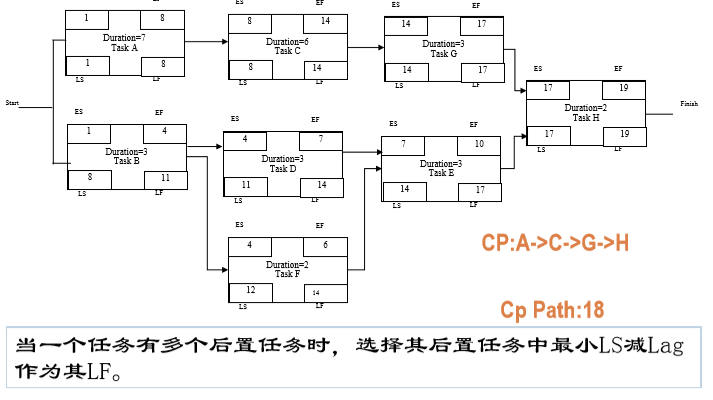 EF
ES
EF
ES
EF
1
8
Duration=7
Task A
1
8
LS
LF
8
14
Duration=6
Task C
8
14
LS
LF
14
17
Duration=3
Task G
14
17
LS
LF
Start
ES
EF
1
4
Duration=3
Task B
8
11
LS
LF
ES
EF
4
7
Duration=3
Task D
11
14
LS
LF
ES
EF
7
10
Duration=3
Task E
14
17
LS
LF
ES
EF
17
19
Duration=2
Task H
17
19
LS
LF
Finish
ES
EF
4
6
Duration=2
Task F
12
14
LS
LF
CP:A->C->G->H
Cp Path:18
当一个任务有多个后置任务时，选择其后置任务中最小LS减Lag
作为其LF。